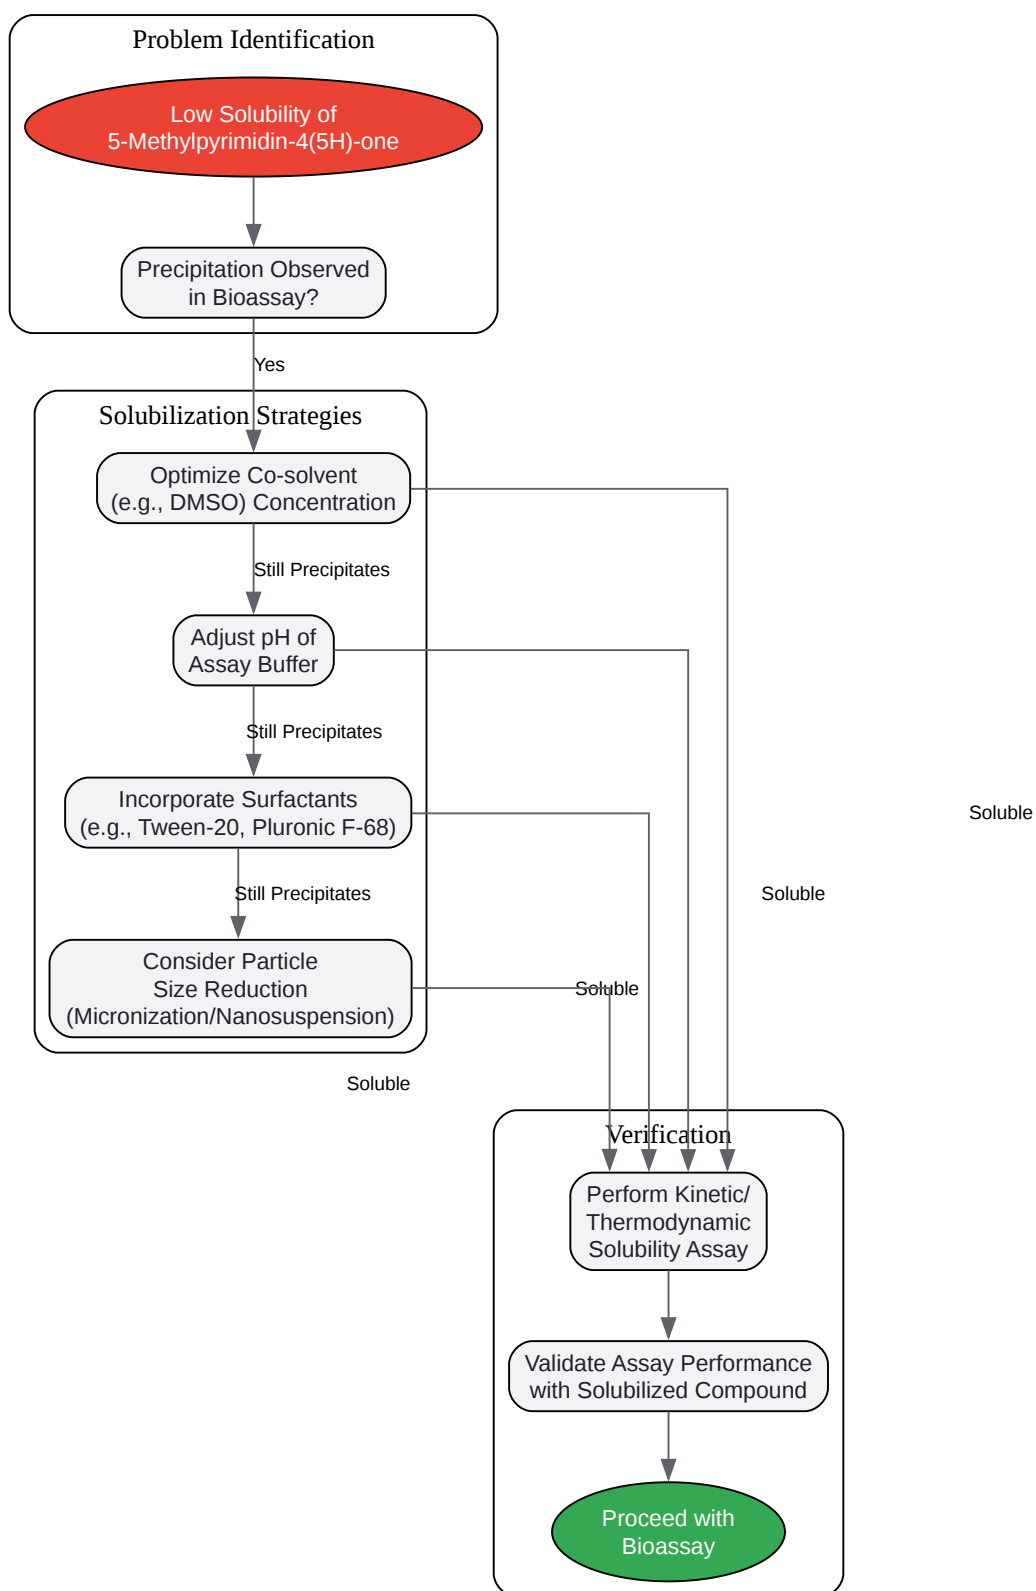 Problem Identification
Low Solubility of
5-Methylpyrimidin-4(5H)-one
Precipitation Observed
in Bioassay?
Yes
Solubilization Strategies
Optimize Co-solvent
(e.g., DMSO) Concentration
Still Precipitates
Adjust pH of
Assay Buffer
Still Precipitates
Incorporate Surfactants
(e.g., Tween-20, Pluronic F-68)
Soluble
Still Precipitates
Soluble
Consider Particle
Size Reduction
(Micronization/Nanosuspension)
Soluble
Soluble
Verification
Perform Kinetic/
Thermodynamic
Solubility Assay
Validate Assay Performance
with Solubilized Compound
Proceed with
Bioassay